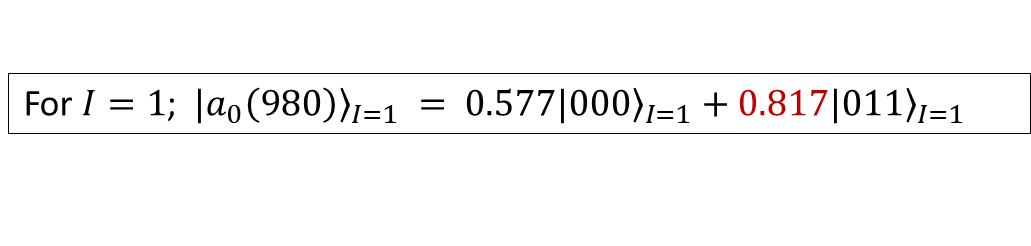 For I = 1; |a₀(980)⟩_{I=1} = 0.577|000⟩_{I=1} + 0.817|011⟩_{I=1}